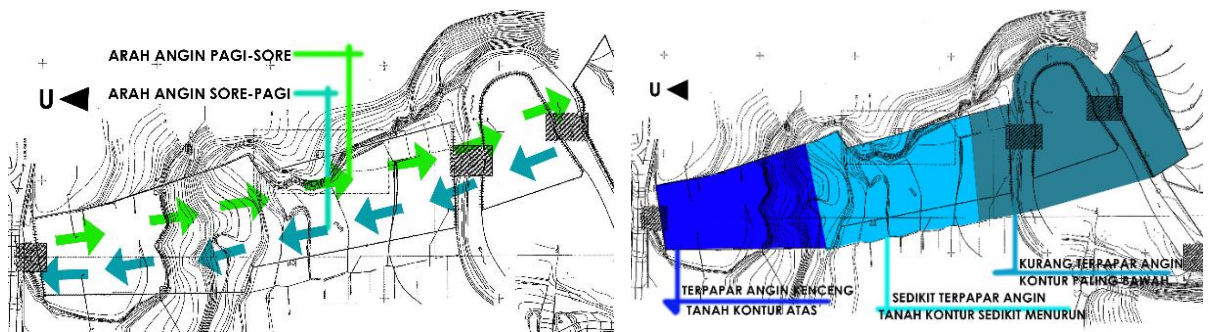 ARAH ANGIN PAGI-SORE
ARAH ANGIN SORE-PAGI
U
U
KURANG TERPAPAR ANGIN
KONTUR PALING BAWAH
TERPAPAR ANGIN KENCENG
TANAH KONTUR ATAS
SEDIKIT TERPAPAR ANGIN
TANAH KONTUR SEDIKIT MENURUN